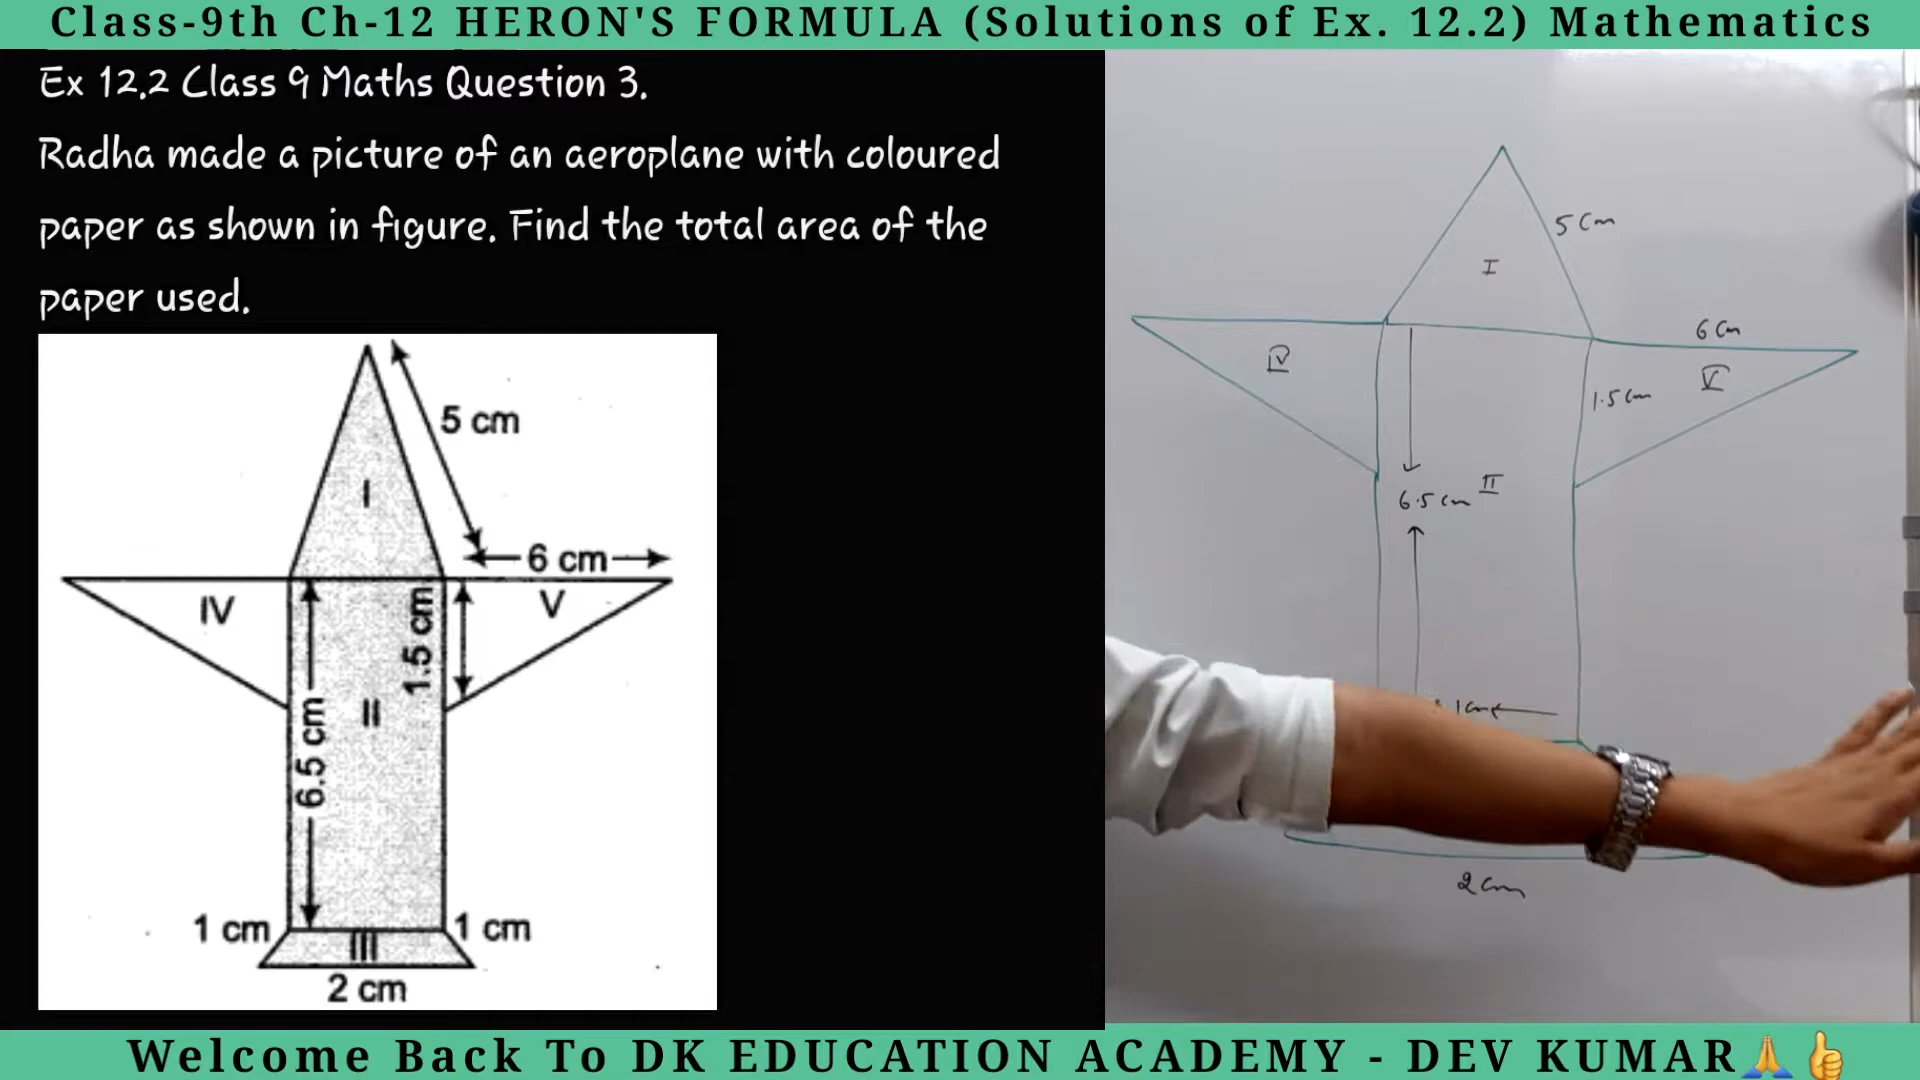 Class-9th Ch-12 HERON'S FORMULA (Solutions of Ex. 12.2) Mathematics
Ex 12.2 Class 9 Maths Question 3.
Radha made a picture of an aeroplane with coloured
paper as shown in figure. Find the total area of the
paper used.
5 cm
I
6 cm
IV
V
1.5 cm
II
6.5 cm
1 cm
III
1 cm
2 cm
5 cm
I
6 cm
IV
V
1.5 cm
II
6.5 cm
1 cm
2 cm
Welcome Back To DK EDUCATION ACADEMY - DEV KUMAR🙏👍